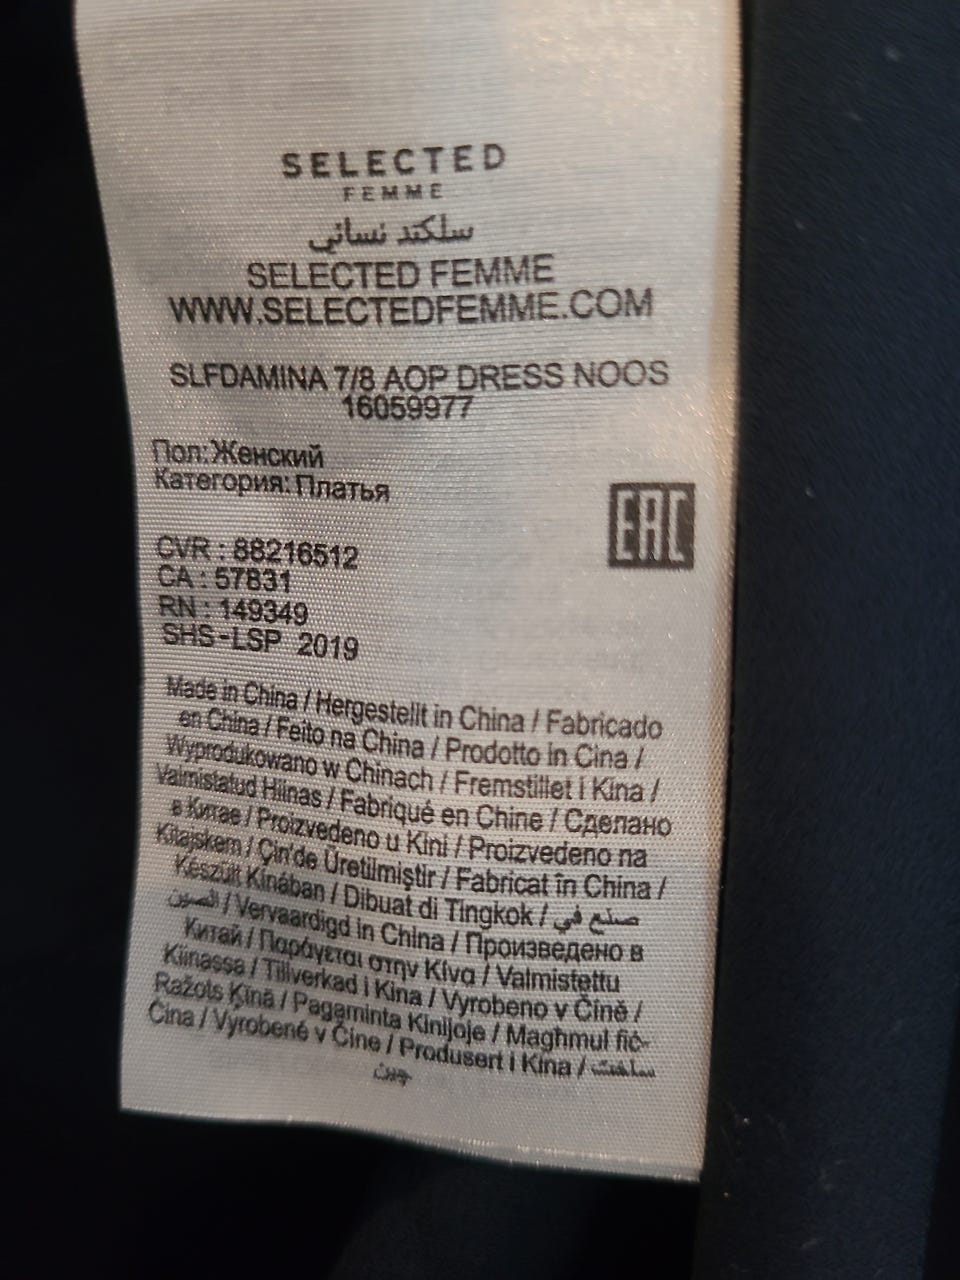 SELECTED
FEMME
سلكتد نسائي
SELECTED FEMME
WWW.SELECTEDFEMME.COM
SLFDAMINA 7/8 AOP DRESS NOOS
16059977
Пол:Женский
Категория:Платья
EAC
CVR : 88216512
CA : 57831
RN : 149349
SHS-LSP 2019
Made in China / Hergestellt in China / Fabricado
en China / Feito na China / Prodotto in Cina /
Wyprodukowano w Chinach / Fremstillet i Kina /
Valmistatud Hiinas / Fabriqué en Chine / Сделано
в Китае / Proizvedeno u Kini / Proizvedeno na
Kitajskem / Çin'de Üretilmiştir / Fabricat în China /
Készült Kínában / Dibuat di Tingkok / صنع في
الصين / Vervaardigd in China / Произведено в
Китай / Παράγεται στην Κίνα / Valmistettu
Kiinassa / Tillverkad i Kina / Vyrobeno v Číně /
Ražots Ķīnā / Pagaminta Kinijoje / Magħmul fiċ-
Ċina / Vyrobené v Číne / Produsert i Kina / ساخت
چین